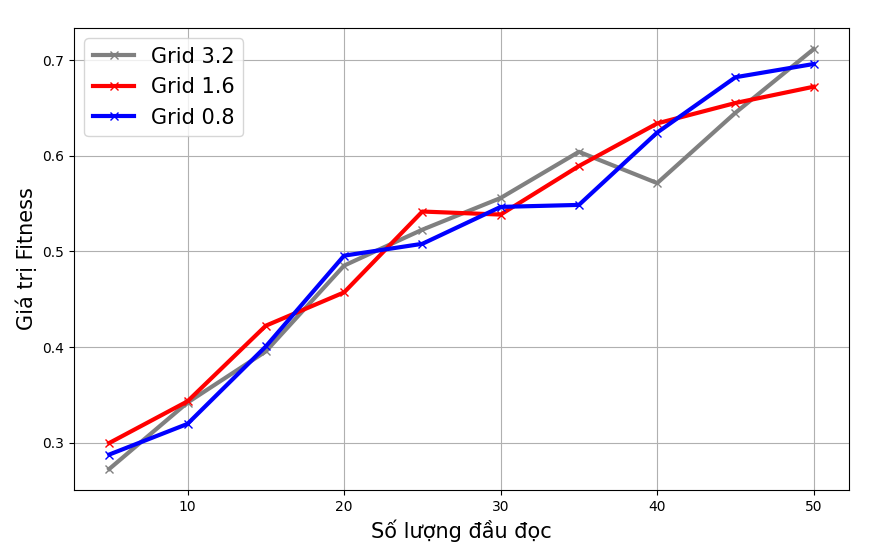 Grid 3.2
Grid 1.6
Grid 0.8
0.7
0.6
0.5
0.4
0.3
Giá trị Fitness
10 20 30 40 50
Số lượng đầu đọc